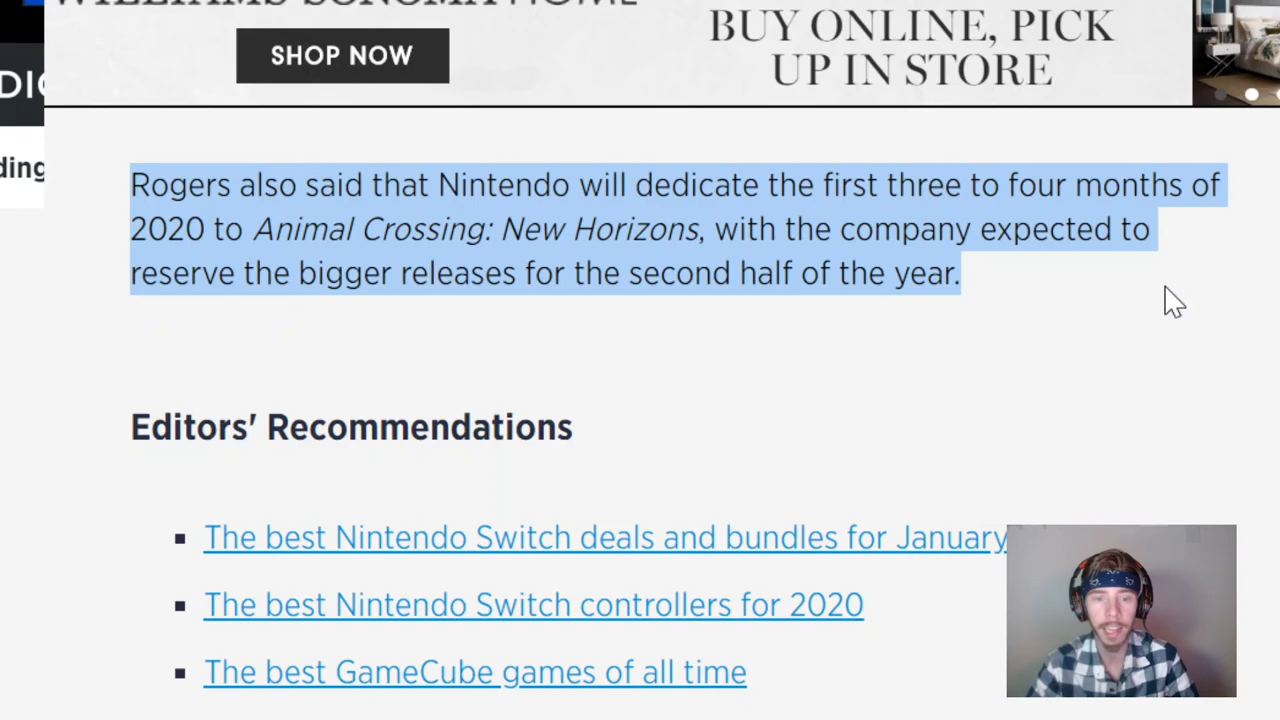 WILLIAMS SONOMA HOME
SHOP NOW
BUY ONLINE, PICK
UP IN STORE
Rogers also said that Nintendo will dedicate the first three to four months of
2020 to Animal Crossing: New Horizons, with the company expected to
reserve the bigger releases for the second half of the year.
Editors' Recommendations
The best Nintendo Switch deals and bundles for January
The best Nintendo Switch controllers for 2020
The best GameCube games of all time